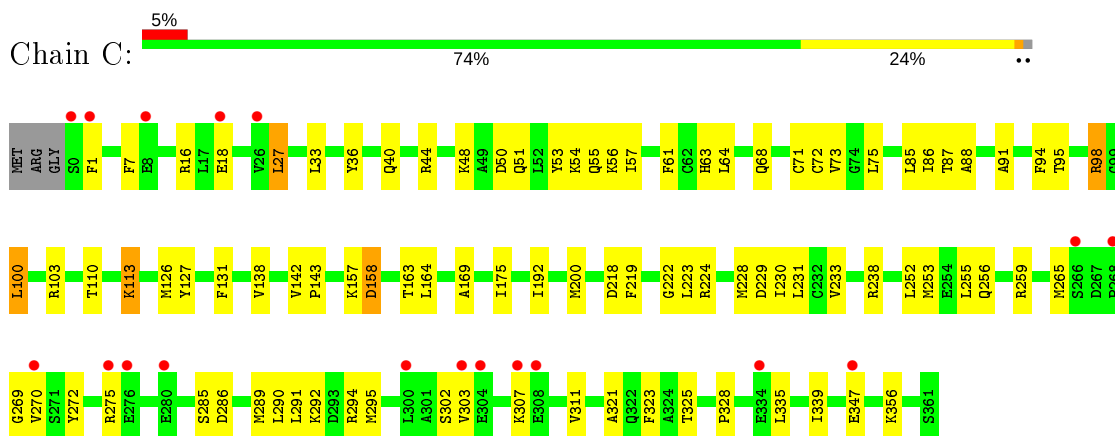 5%
Chain C:
74% 24% ••
MET ARG GLY S0 F1 F7 E8 R16 L17 E18 V26 L27 L33 Y36 Q40 R44 K48 A49 D50 Q51 L52 Y53 K54 Q55 K56 I57 F61 C62 H63 L64 Q68 C71 C72 V73 G74 L75 L85 I86 T87 A88 A91 F94 T95 R98
L100 R103 T110 K113 M126 Y127 F131 V138 V142 P143 K157 D158 T163 L164 A169 I175 I192 M200 D218 F219 G222 L223 R224 M228 D229 I230 L231 C232 V233 R238 L252 M253 E254 L255 Q256 R259 M265 S266 D267
G269 V270 S271 Y272 R275 E276 E280 S285 D286 M289 L290 L291 K292 D293 R294 M295 L300 A301 S302 V303 E304 K307 E308 V311 A321 Q322 F323 A324 T325 P328 E334 L335 I339 E347 K356 S361